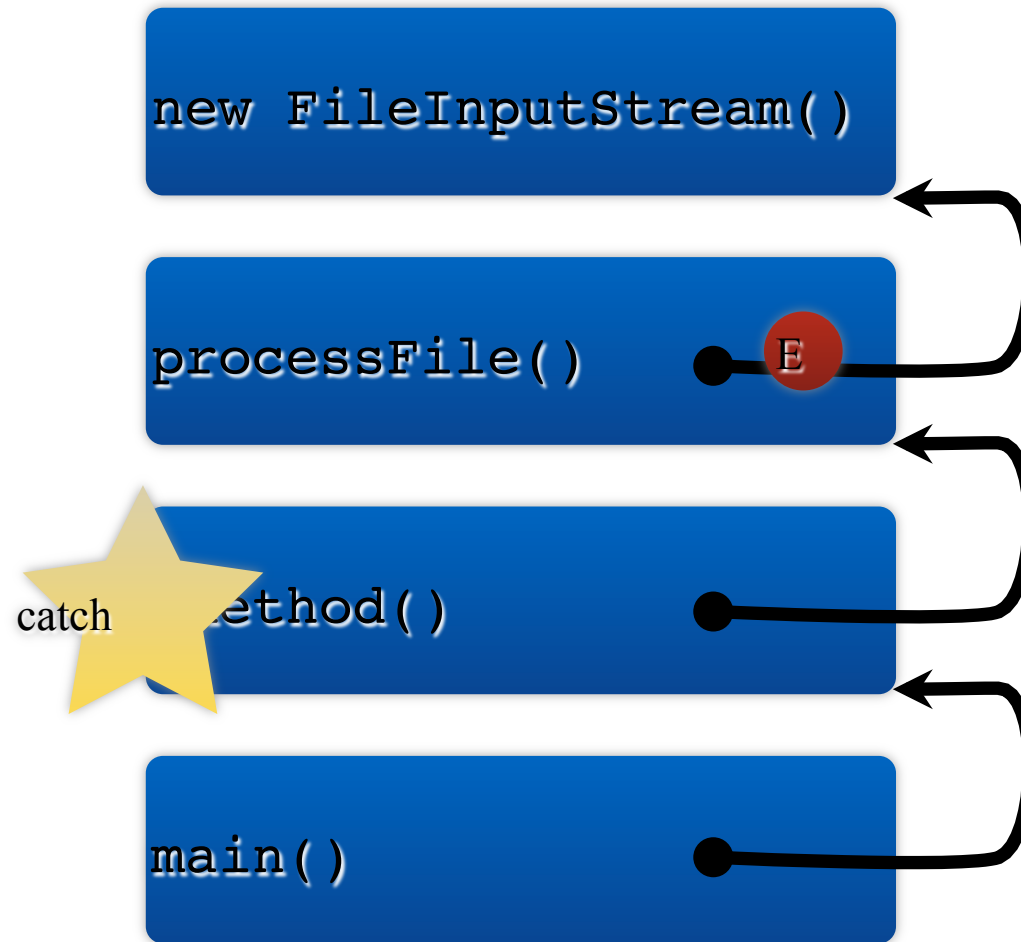 new FileInputStream()
processFile()
E
catch
ethod()
main()